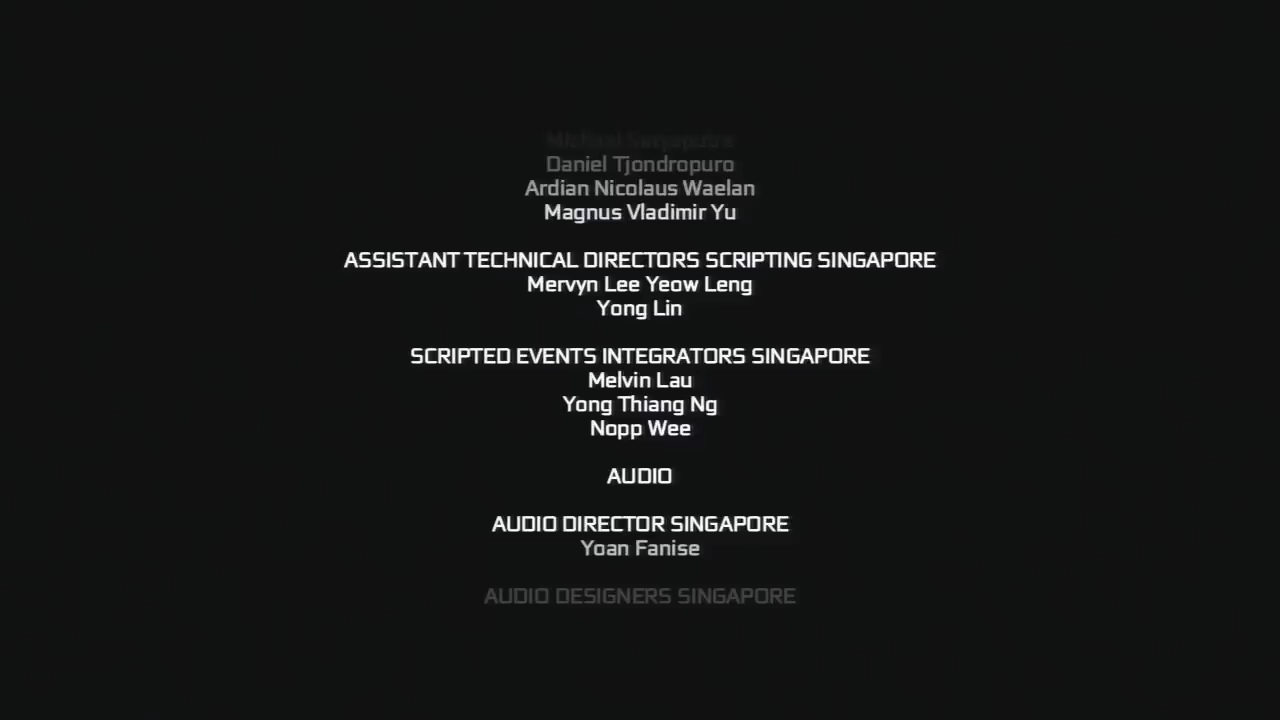 Daniel Tjondropuro
Ardian Nicolaus Waelan
Magnus Vladimir Yu
ASSISTANT TECHNICAL DIRECTORS SCRIPTING SINGAPORE
Mervyn Lee Yeow Leng
Yong Lin
SCRIPTED EVENTS INTEGRATORS SINGAPORE
Melvin Lau
Yong Thiang Ng
Nopp Wee
AUDIO
AUDIO DIRECTOR SINGAPORE
Yoan Fanise
AUDIO DESIGNERS SINGAPORE